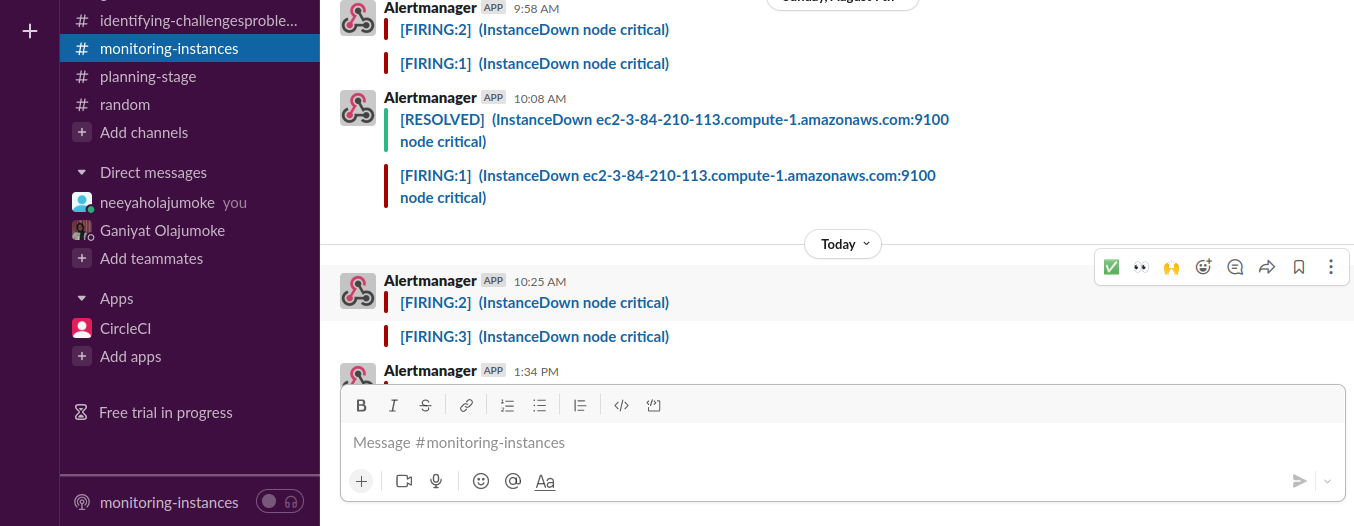 identifying-challengesproble...
# monitoring-instances
# planning-stage
# random
+ Add channels
Direct messages
neeyaholajumoke you
Ganiyat Olajumoke
+ Add teammates
Apps
CircleCI
+ Add apps
Free trial in progress
monitoring-instances
Alertmanager APP 9:58 AM
[FIRING:2] (InstanceDown node critical)
[FIRING:1] (InstanceDown node critical)
Alertmanager APP 10:08 AM
[RESOLVED] (InstanceDown ec2-3-84-210-113.compute-1.amazonaws.com:9100
node critical)
[FIRING:1] (InstanceDown ec2-3-84-210-113.compute-1.amazonaws.com:9100
node critical)
Today
Alertmanager APP 10:25 AM
[FIRING:2] (InstanceDown node critical)
[FIRING:3] (InstanceDown node critical)
Alertmanager APP 1:34 PM
B I S
Message #monitoring-instances
+ @ Aa